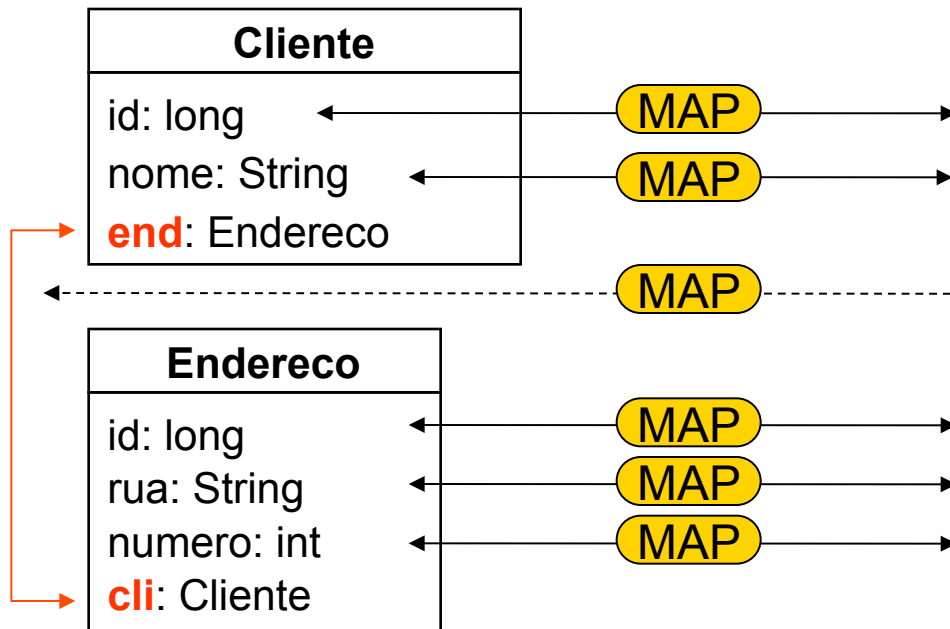 Cliente
id: long MAP
nome: String MAP
end: Endereco
MAP
Endereco
id: long MAP
rua: String MAP
numero: int MAP
cli: Cliente